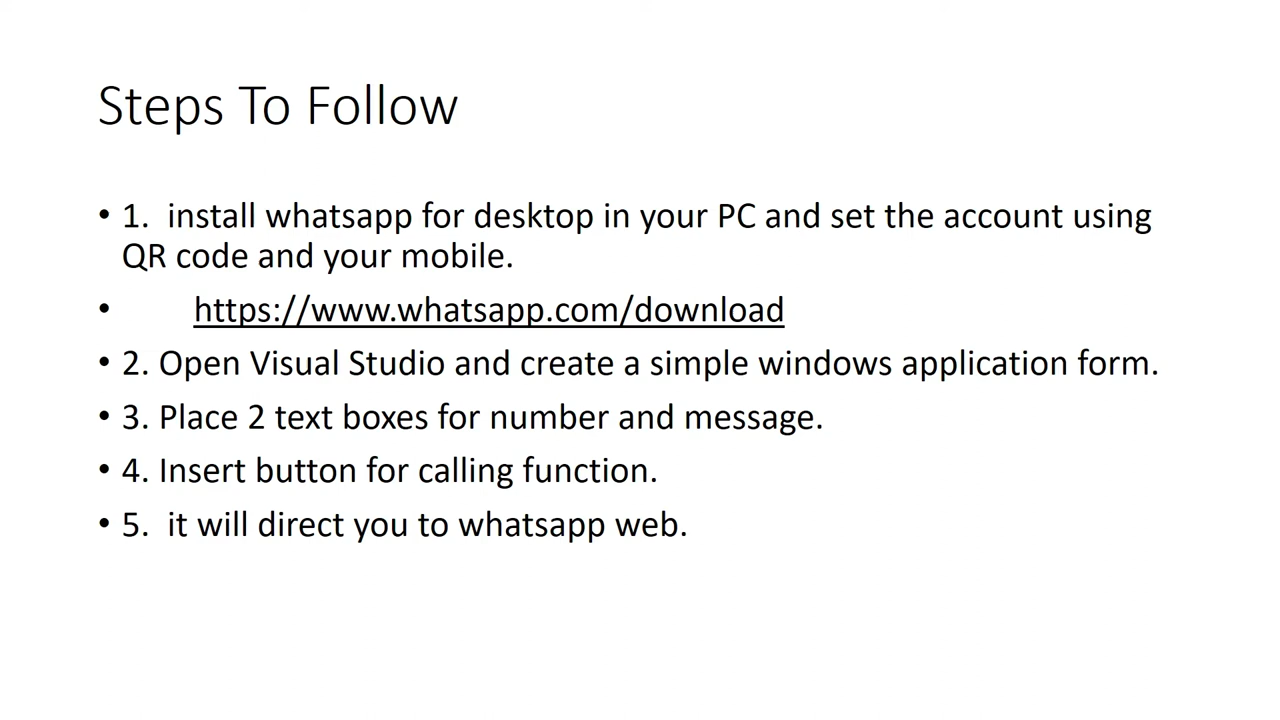 Steps To Follow
• 1.  install whatsapp for desktop in your PC and set the account using
QR code and your mobile.
• https://www.whatsapp.com/download
• 2. Open Visual Studio and create a simple windows application form.
• 3. Place 2 text boxes for number and message.
• 4. Insert button for calling function.
• 5.  it will direct you to whatsapp web.